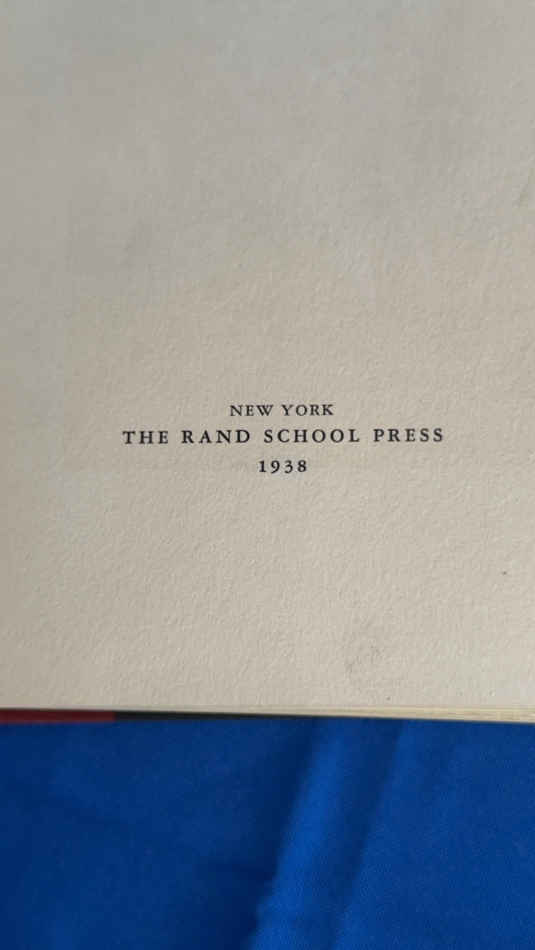 NEW YORK
THE RAND SCHOOL PRESS
1938